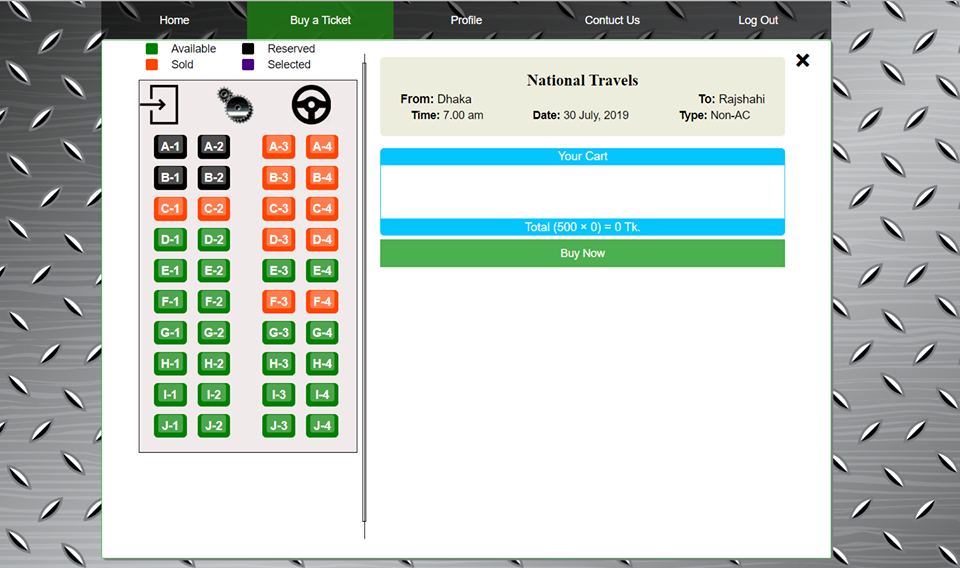 Home Buy a Ticket Profile Contuct Us Log Out
Available Reserved
Sold Selected
A-1 A-2 A-3 A-4
B-1 B-2 B-3 B-4
C-1 C-2 C-3 C-4
D-1 D-2 D-3 D-4
E-1 E-2 E-3 E-4
F-1 F-2 F-3 F-4
G-1 G-2 G-3 G-4
H-1 H-2 H-3 H-4
I-1 I-2 I-3 I-4
J-1 J-2 J-3 J-4
National Travels
From: Dhaka To: Rajshahi
Time: 7.00 am Date: 30 July, 2019 Type: Non-AC
Your Cart
Total (500 × 0) = 0 Tk.
Buy Now